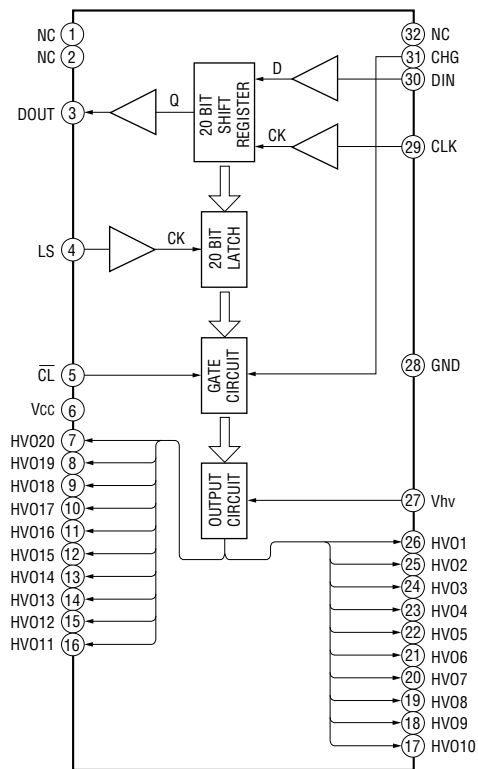 NC 1
NC 2
DOUT 3
LS 4
CL 5
Vcc 6
HVO20 7
HVO19 8
HVO18 9
HVO17 10
HVO16 11
HVO15 12
HVO14 13
HVO13 14
HVO12 15
HVO11 16
Q
D
CK
20 BIT
SHIFT
REGISTER
CK
20 BIT
LATCH
GATE
CIRCUIT
OUTPUT
CIRCUIT
32 NC
31 CHG
30 DIN
29 CLK
28 GND
27 Vhv
26 HVO1
25 HVO2
24 HVO3
23 HVO4
22 HVO5
21 HVO6
20 HVO7
19 HVO8
18 HVO9
17 HVO10